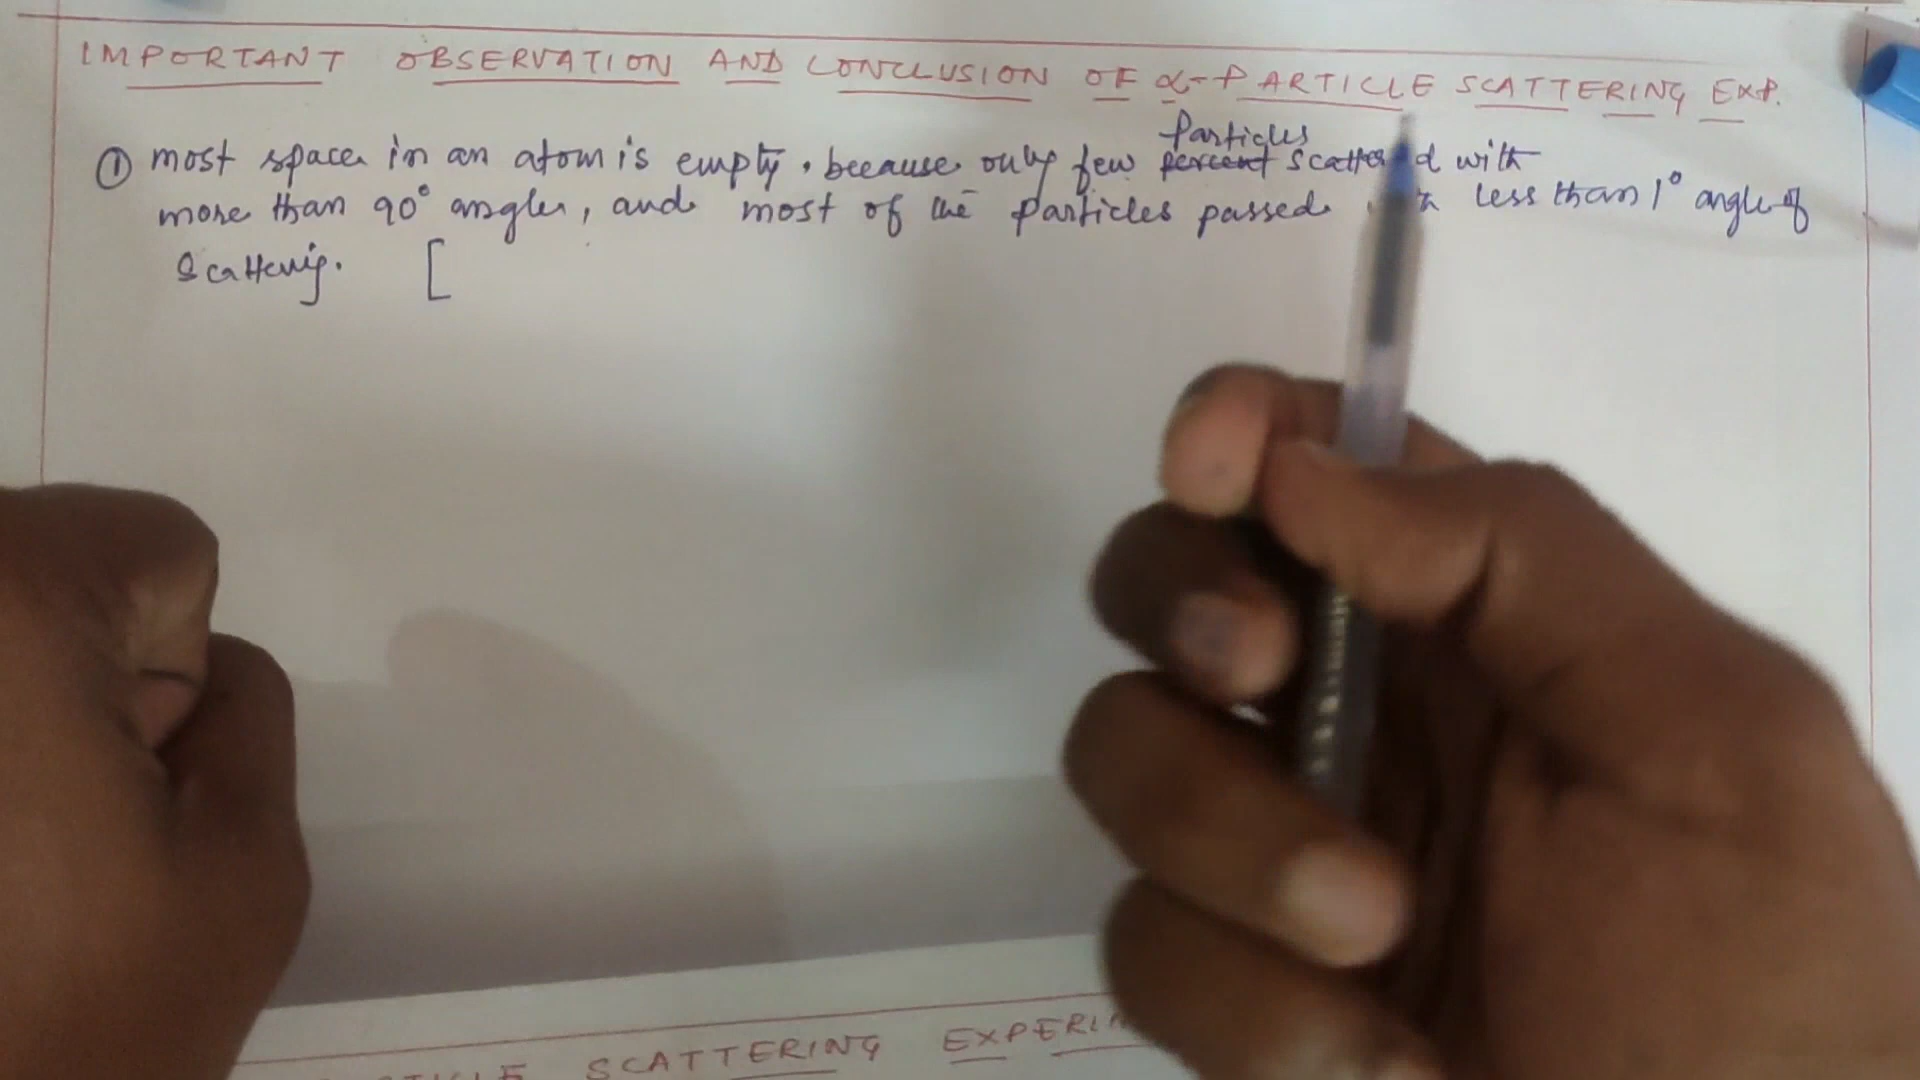 IMPORTANT OBSERVATION AND CONCLUSION OF α-PARTICLE SCATTERING EXP.
Particles
① most space in an atom is empty, because only few percent scattered with
more than 90° angles, and most of the Particles passed less than 1° angle of
Scattering. [
SCATTERING